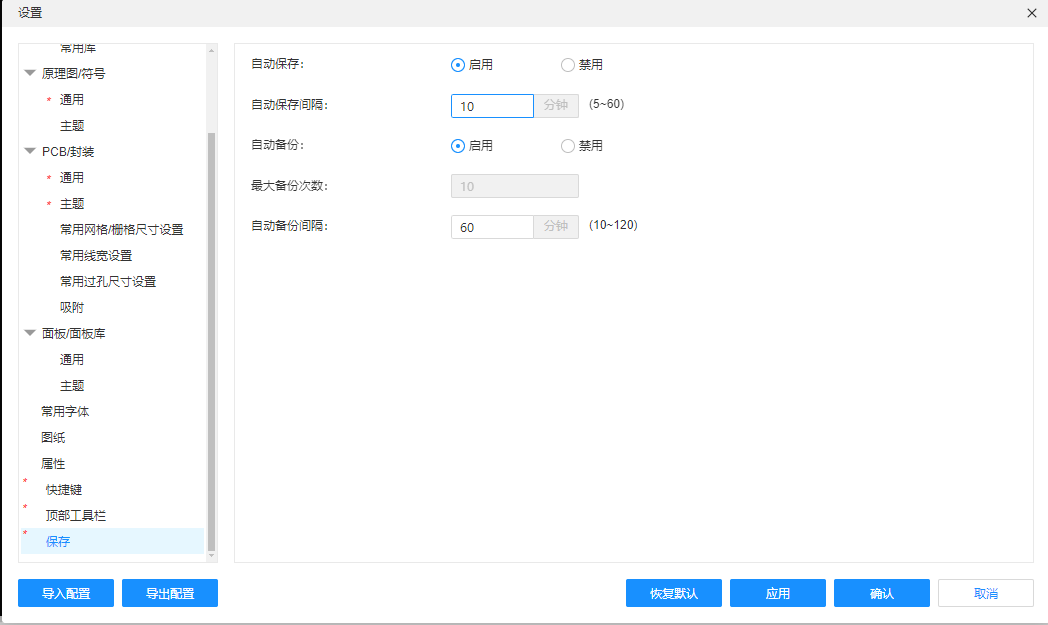 设置
常用库
原理图/符号
* 通用
主题
PCB/封装
* 通用
* 主题
常用网格/栅格尺寸设置
常用线宽设置
常用过孔尺寸设置
吸附
面板/面板库
通用
主题
常用字体
图纸
属性
* 快捷键
* 顶部工具栏
* 保存
自动保存: 启用 禁用
自动保存间隔: 10 分钟 (5~60)
自动备份: 启用 禁用
最大备份次数: 10
自动备份间隔: 60 分钟 (10~120)
导入配置 导出配置 恢复默认 应用 确认 取消